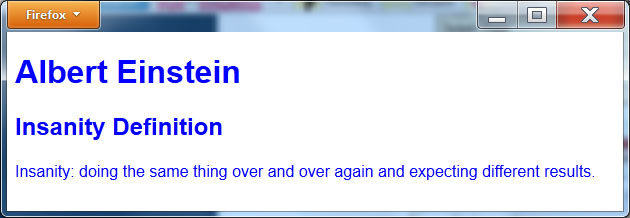 Firefox
Albert Einstein
Insanity Definition
Insanity: doing the same thing over and over again and expecting different results.